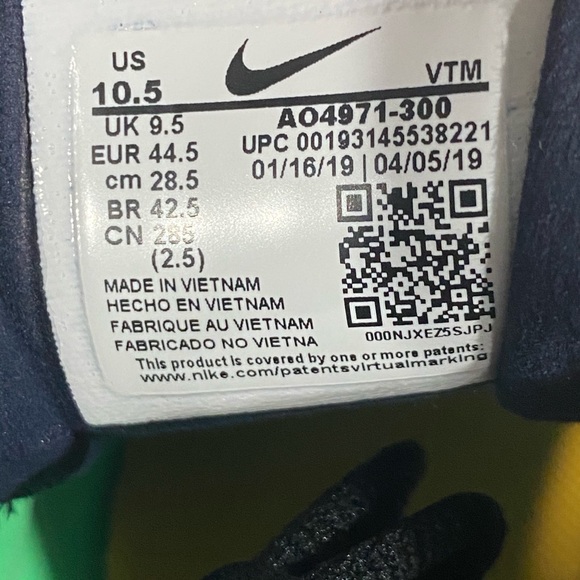 US
10.5
VTM
UK 9.5
AO4971-300
EUR 44.5
UPC 00193145538221
cm 28.5
01/16/19 | 04/05/19
BR 42.5
CN 285
(2.5)
MADE IN VIETNAM
HECHO EN VIETNAM
FABRIQUE AU VIETNAM
FABRICADO NO VIETNA
000NJXEZ5SJPJ
This product is covered by one or more patents:
www.nike.com/patentsvirtualmarking